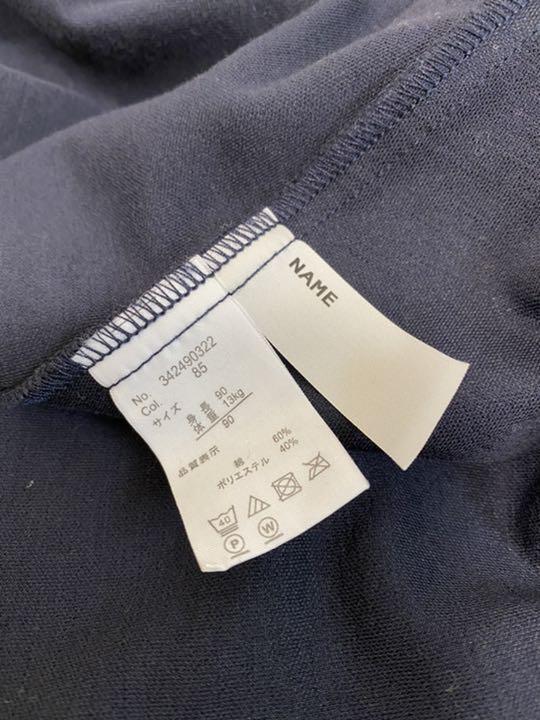 No. 342490322
Col. 85
サイズ 身長 90
体重 13kg
90
品質表示 綿 60%
ポリエステル 40%
40
P W
NAME